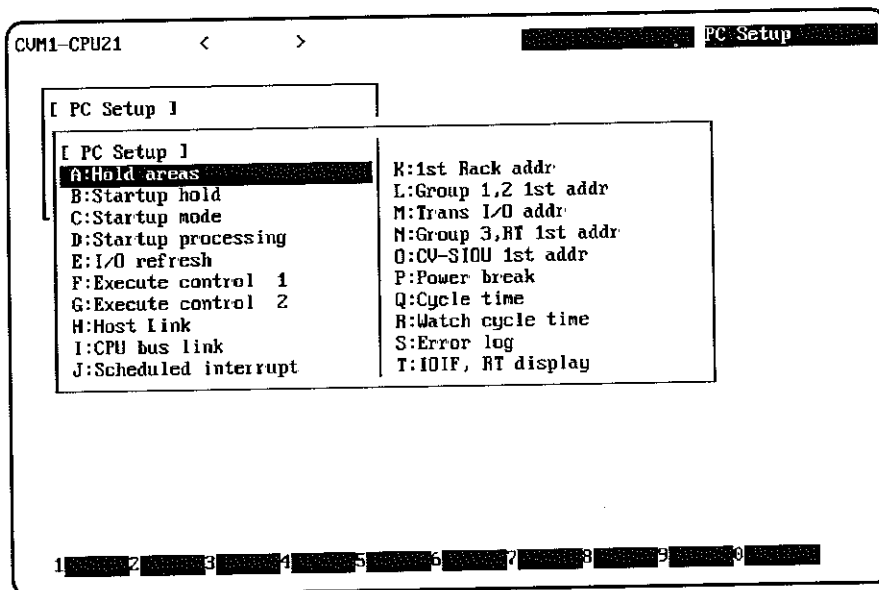 CVM1-CPU21 < >
PC Setup
[ PC Setup ]
[ PC Setup ]
A:Hold areas
B:Startup hold
C:Startup mode
D:Startup processing
E:I/O refresh
F:Execute control 1
G:Execute control 2
H:Host Link
I:CPU bus link
J:Scheduled interrupt
K:1st Rack addr
L:Group 1,2 1st addr
M:Trans I/O addr
N:Group 3,RT 1st addr
O:CV-SIOU 1st addr
P:Power break
Q:Cycle time
R:Watch cycle time
S:Error log
T:IOIF, RT display
1 2 3 4 5 6 7 8 9 0